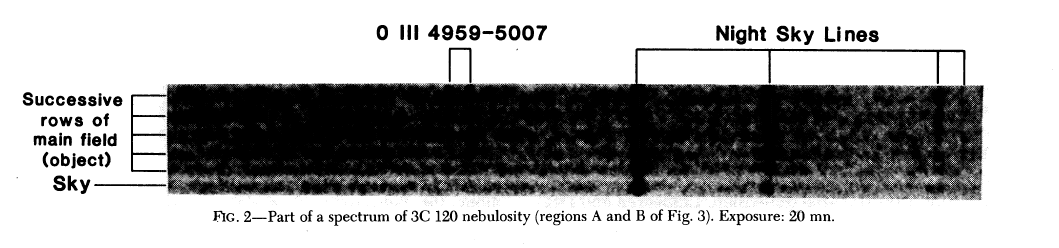 O III 4959-5007
Night Sky Lines
Successive
rows of
main field
(object)
Sky
FIG. 2—Part of a spectrum of 3C 120 nebulosity (regions A and B of Fig. 3). Exposure: 20 mn.